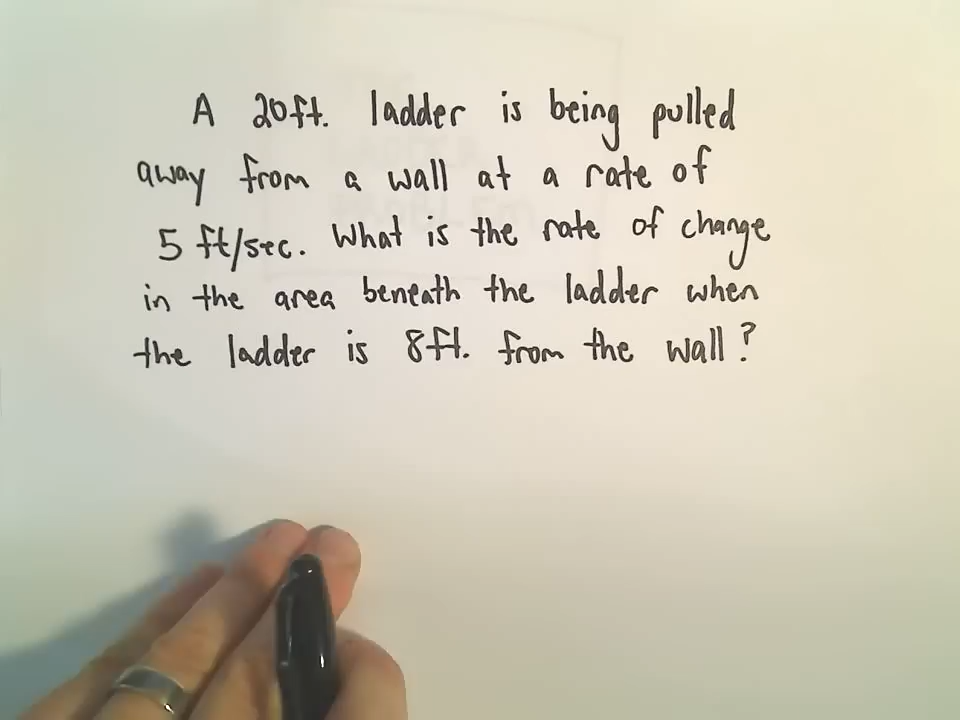 A 20ft. ladder is being pulled
away from a wall at a rate of
5 ft/sec. What is the rate of change
in the area beneath the ladder when
the ladder is 8ft. from the wall?